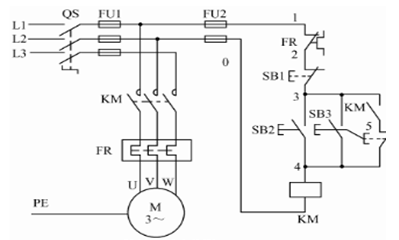 QS FU1 FU2 1
L1
L2
L3
FR
2
0
SB1
3
KM
KM
SB2 SB3 5
FR
4
U V W
PE
M
3~
KM